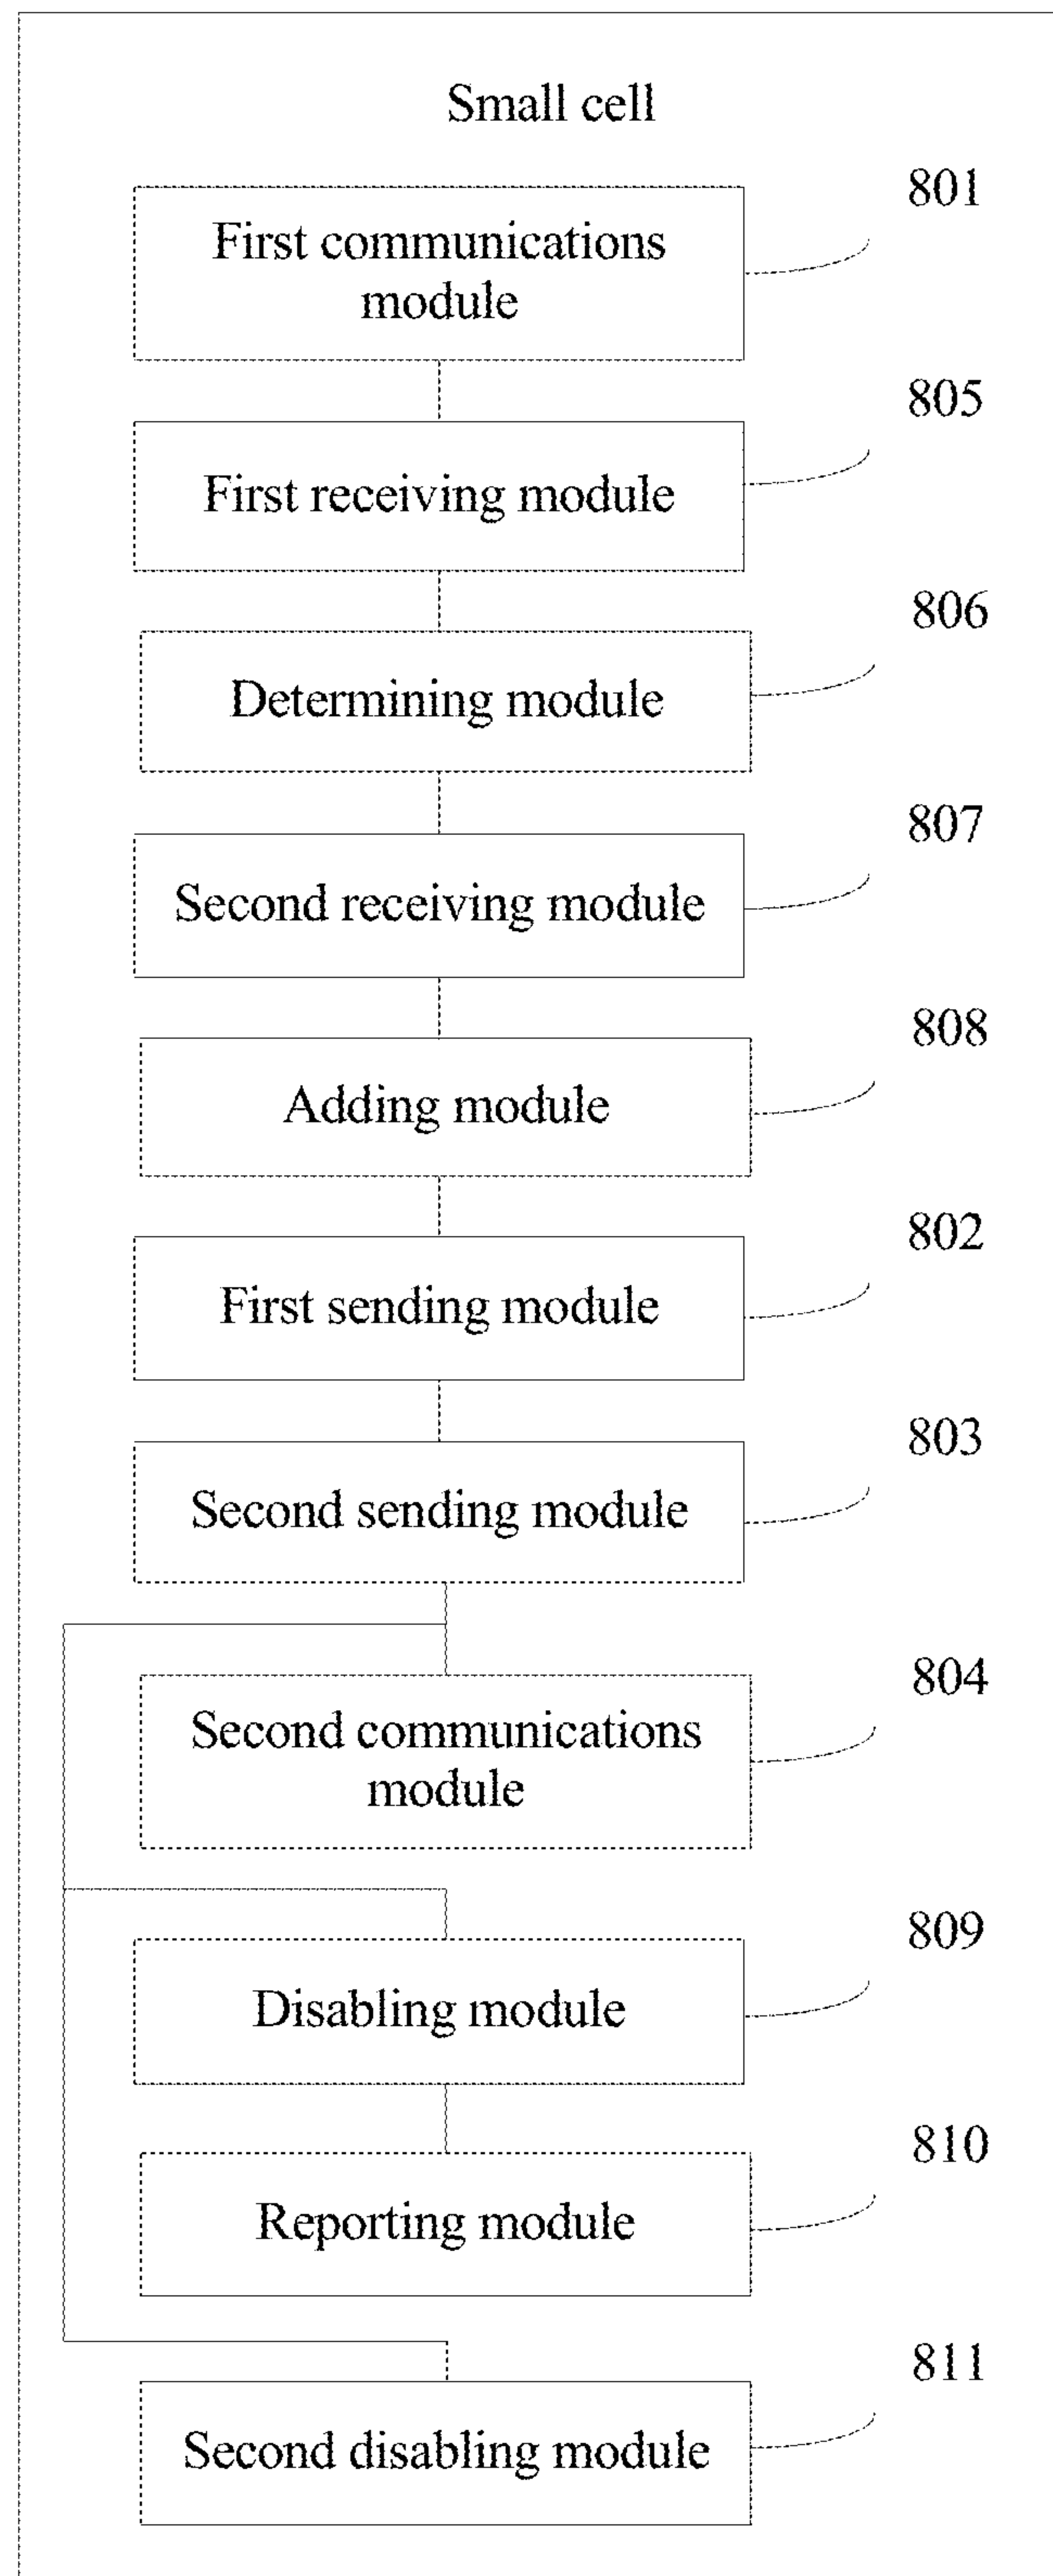 Small cell
801
First communications
module
805
First receiving module
806
Determining module
807
Second receiving module
808
Adding module
802
First sending module
803
Second sending module
804
Second communications
module
809
Disabling module
810
Reporting module
811
Second disabling module